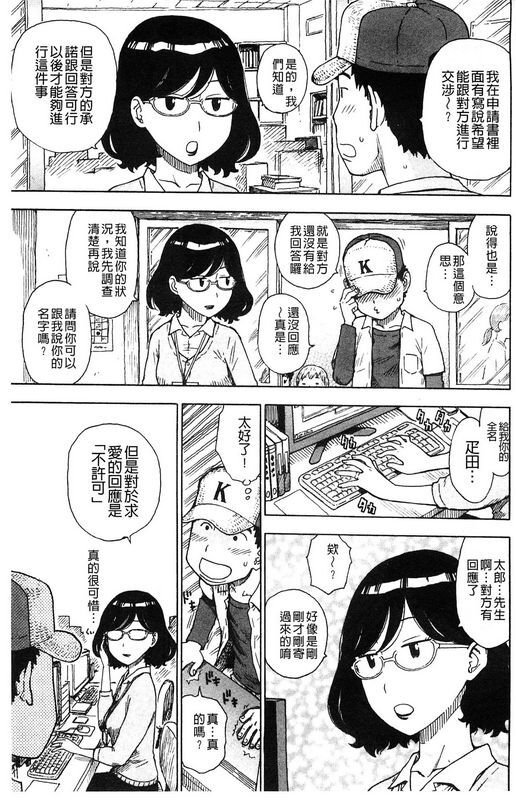 我在申請書裡
面有寫說希望
能跟對方進行
交涉～？
是的，我
們知道
但是對方的承
諾跟回答可行
以後才能夠進
行這件事
說得也是…
那這個意
思…
就是對方
還沒有給
我回答囉
K
還沒回應
～真是…
我知道你的狀
況，我先調查
清楚再說
請問你可以
跟我說你的
名字嗎？
給我你的
全名
疋田…
カタ
カタ
太郎…先生
啊…對方有
回應了
欸～？
好像是剛
剛才剛寄
過來的唷
太好了！
K
真…真
的嗎？
但是對於求
愛的回應是
「不許可」
真的很可惜…